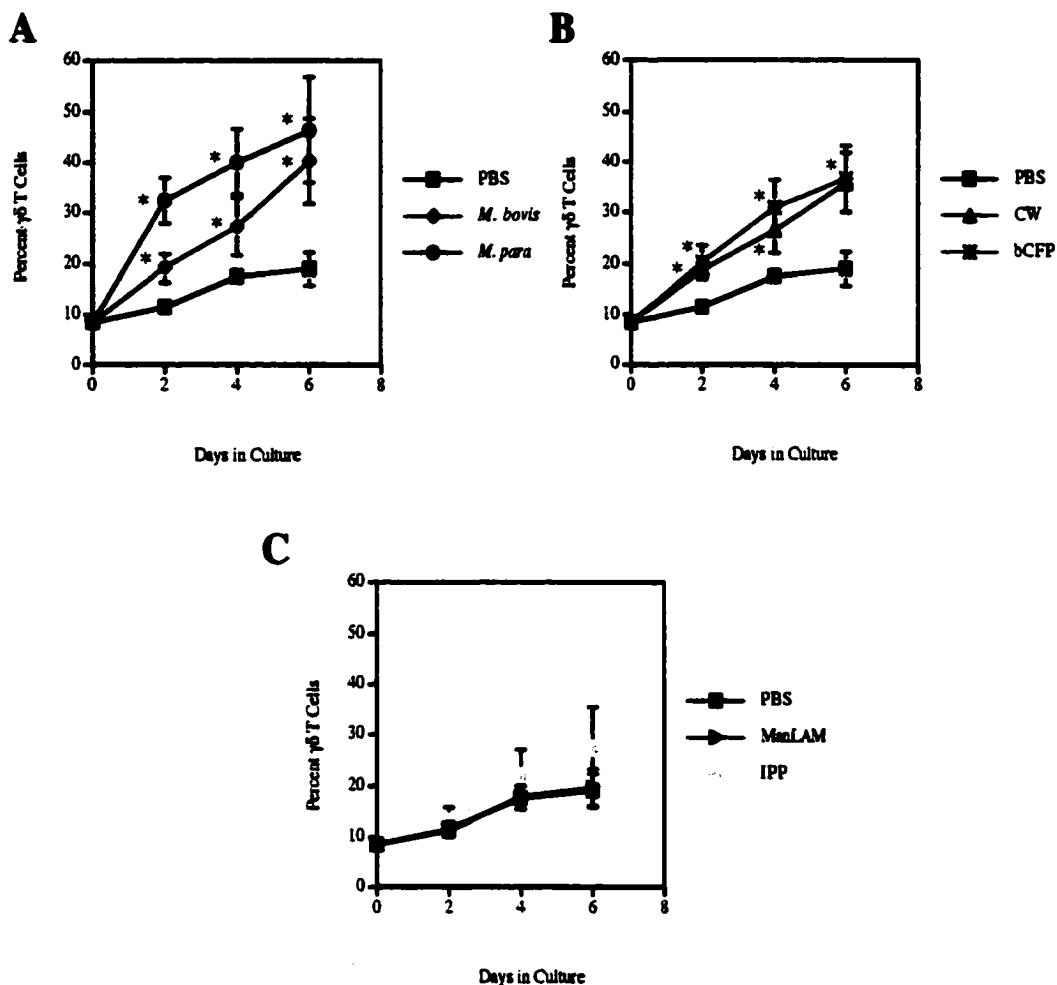 A
Percent γδ T Cells
60
50
40
30
20
10
0
0 2 4 6 8
Days in Culture
* * * * * *
PBS
M. bovis
M. para
B
Percent γδ T Cells
60
50
40
30
20
10
0
0 2 4 6 8
Days in Culture
* * * * *
PBS
CW
bCFP
C
Percent γδ T Cells
60
50
40
30
20
10
0
0 2 4 6 8
Days in Culture
PBS
ManLAM
IPP